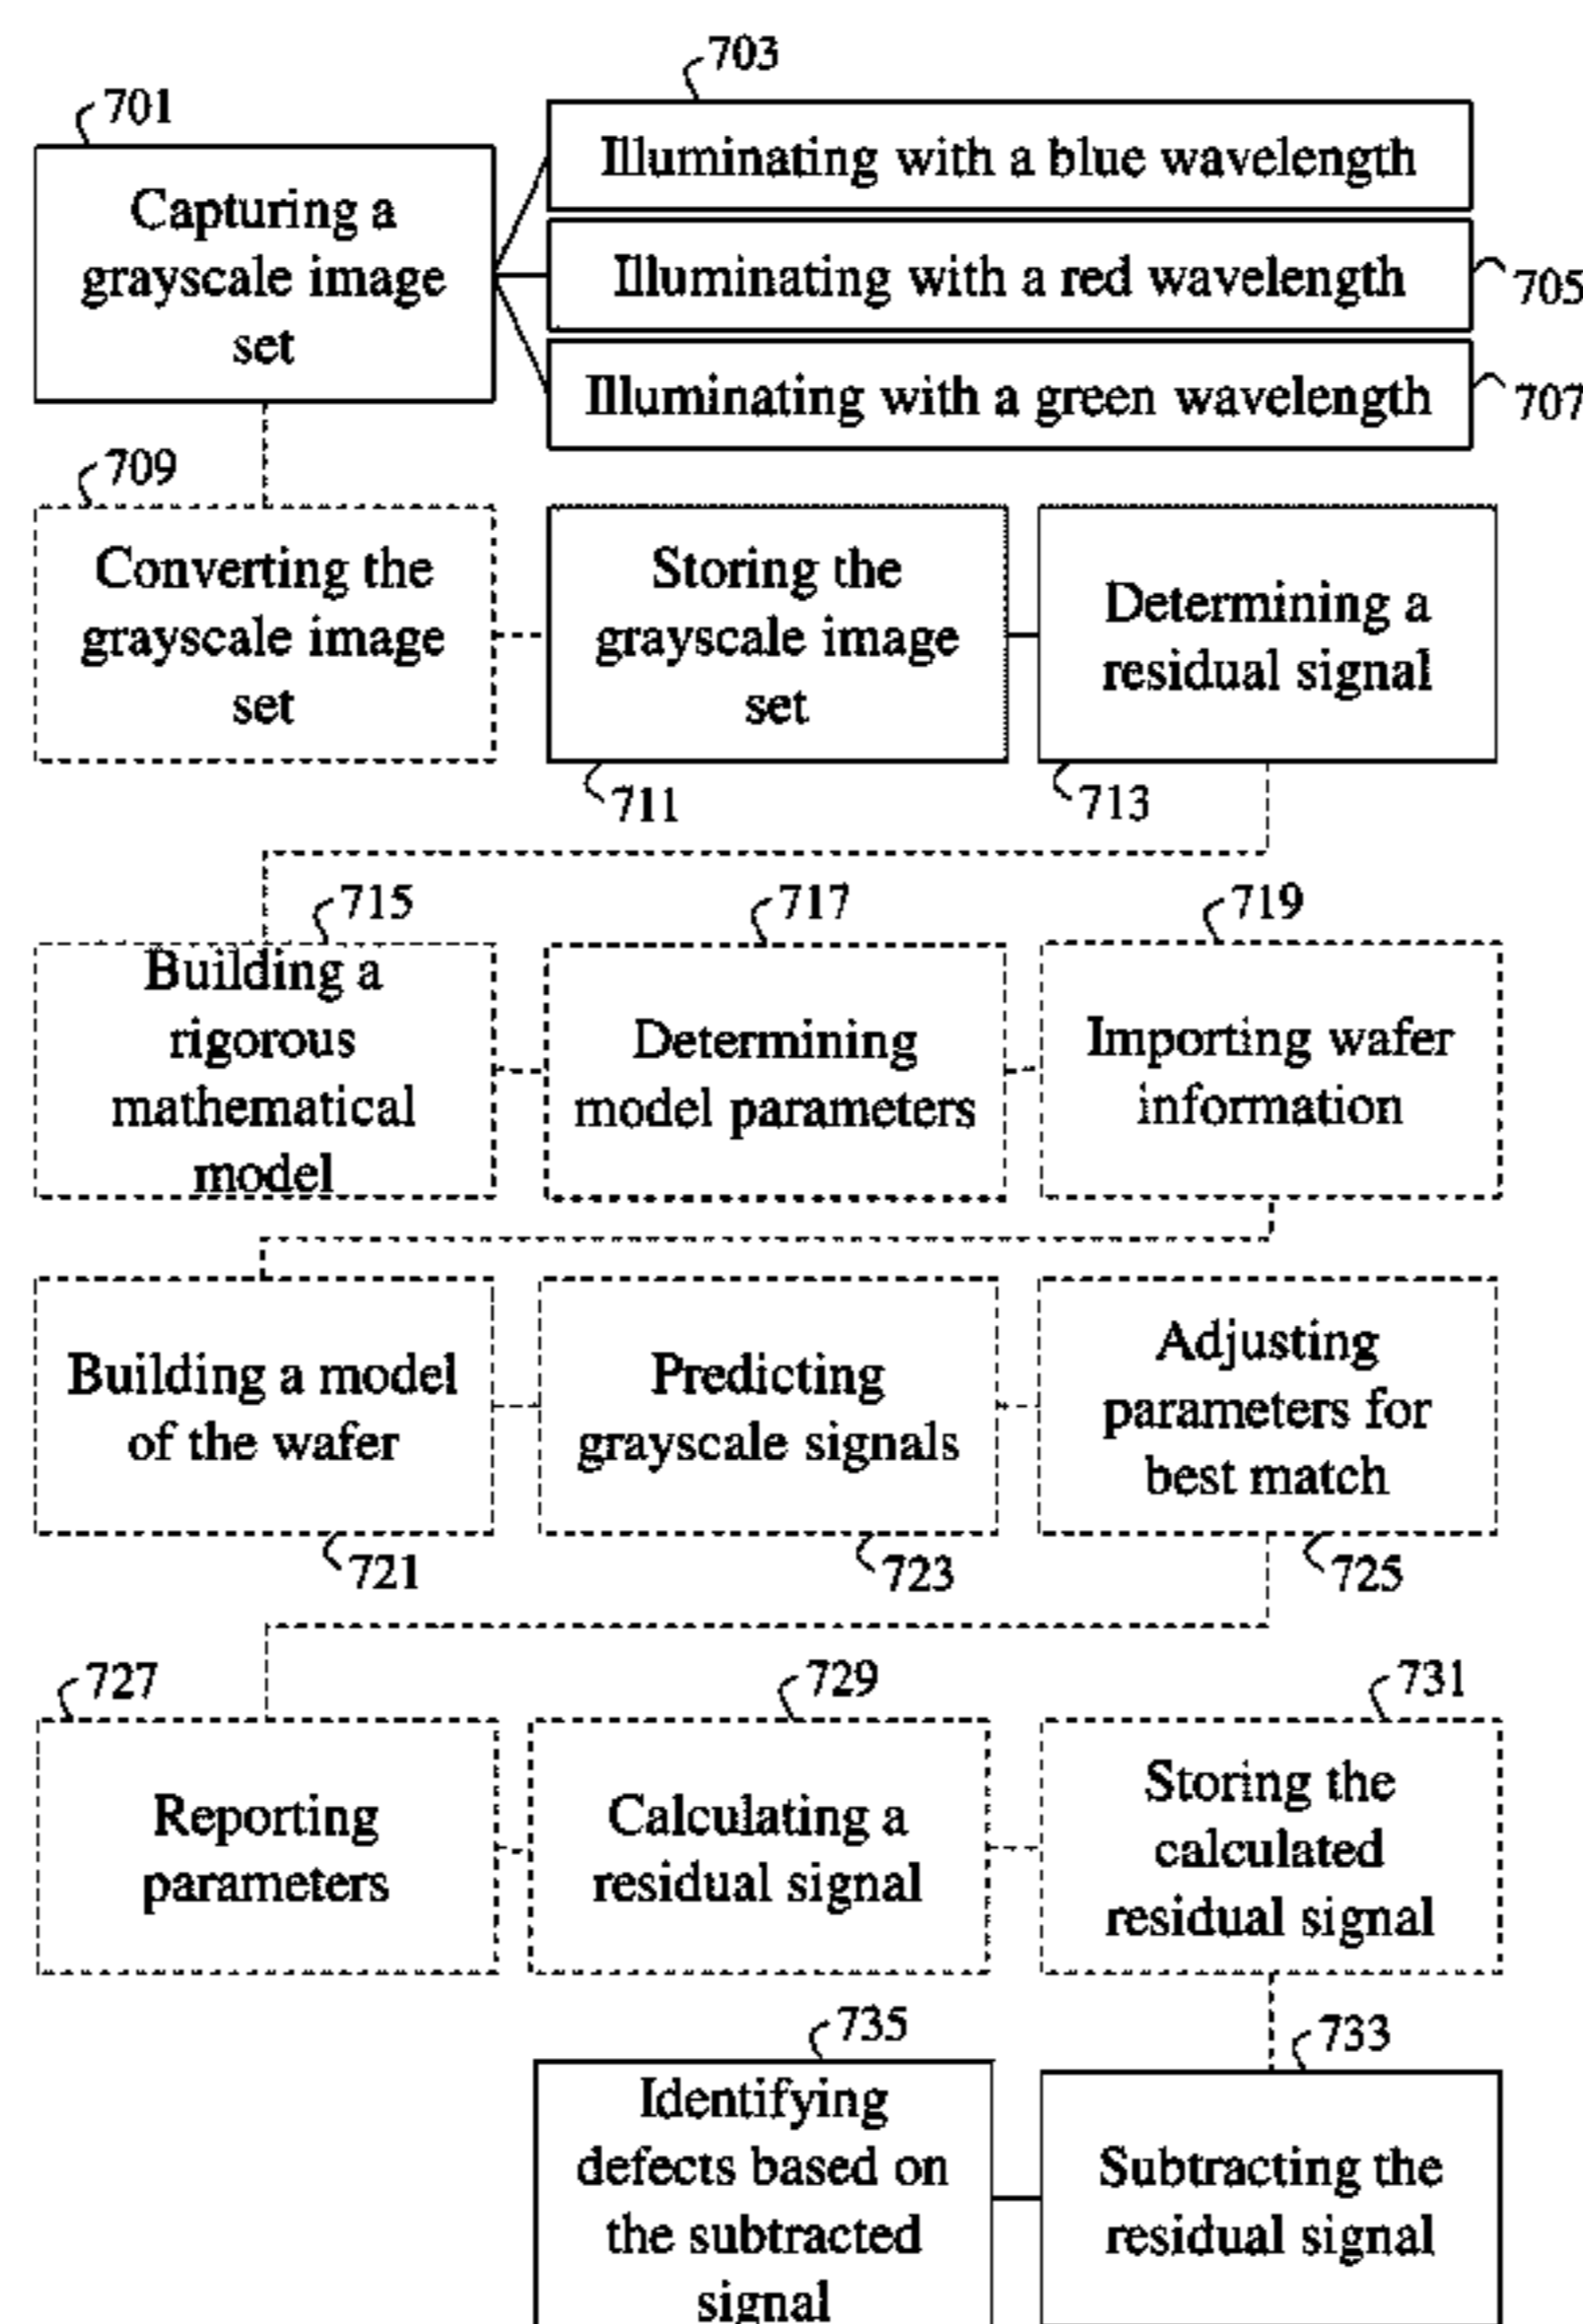 703
701
Illuminating with a blue wavelength
Capturing a
grayscale image
set
Illuminating with a red wavelength
705
Illuminating with a green wavelength
707
709
Converting the
grayscale image
set
Storing the
grayscale image
set
Determining a
residual signal
711
713
715
717
719
Building a
rigorous
mathematical
model
Determining
model parameters
Importing wafer
information
Building a model
of the wafer
Predicting
grayscale signals
Adjusting
parameters for
best match
721
723
725
727
729
731
Reporting
parameters
Calculating a
residual signal
Storing the
calculated
residual signal
735
733
Identifying
defects based on
the subtracted
signal
Subtracting the
residual signal